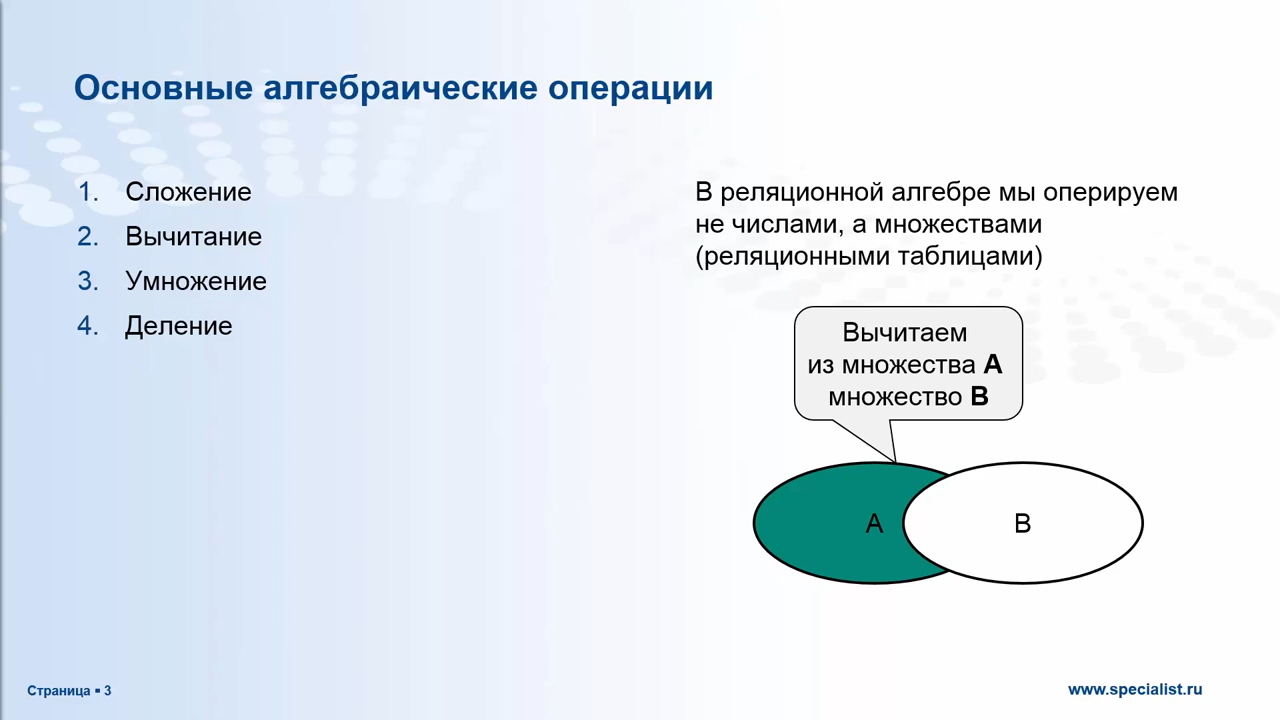 Основные алгебраические операции
1. Сложение
2. Вычитание
3. Умножение
4. Деление
В реляционной алгебре мы оперируем
не числами, а множествами
(реляционными таблицами)
Вычитаем
из множества А
множество В
А
В
Страница ▪ 3
www.specialist.ru